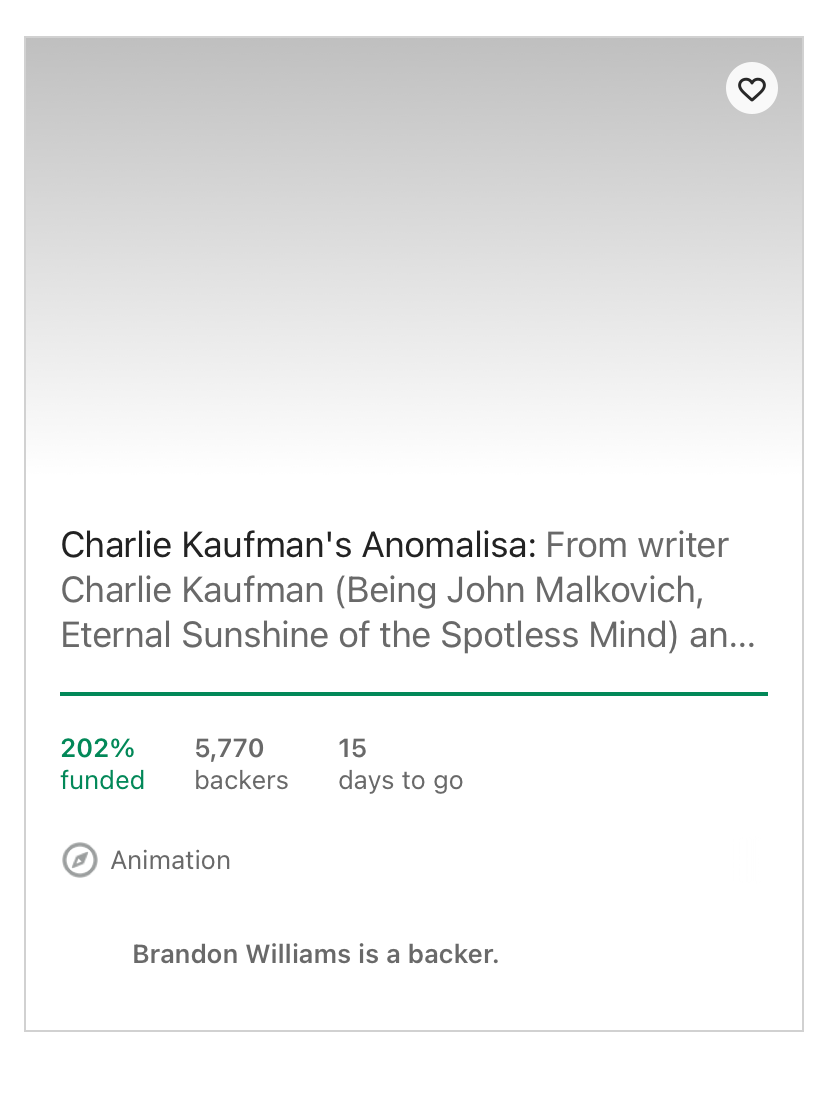 Charlie Kaufman's Anomalisa: From writer
Charlie Kaufman (Being John Malkovich,
Eternal Sunshine of the Spotless Mind) an...
202% 5,770 15
funded backers days to go
Animation
Brandon Williams is a backer.